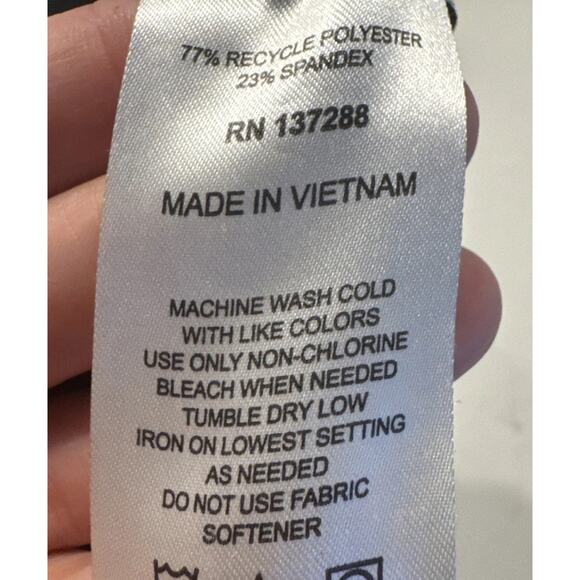 77% RECYCLE POLYESTER
23% SPANDEX
RN 137288
MADE IN VIETNAM
MACHINE WASH COLD
WITH LIKE COLORS
USE ONLY NON-CHLORINE
BLEACH WHEN NEEDED
TUMBLE DRY LOW
IRON ON LOWEST SETTING
AS NEEDED
DO NOT USE FABRIC
SOFTENER